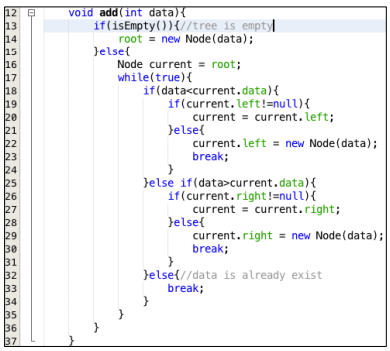 12 void add(int data){
13 if(isEmpty()){//tree is empty
14 root = new Node(data);
15 }else{
16 Node current = root;
17 while(true){
18 if(data<current.data){
19 if(current.left!=null){
20 current = current.left;
21 }else{
22 current.left = new Node(data);
23 break;
24 }
25 }else if(data>current.data){
26 if(current.right!=null){
27 current = current.right;
28 }else{
29 current.right = new Node(data);
30 break;
31 }
32 }else{//data is already exist
33 break;
34 }
35 }
36 }
37 }